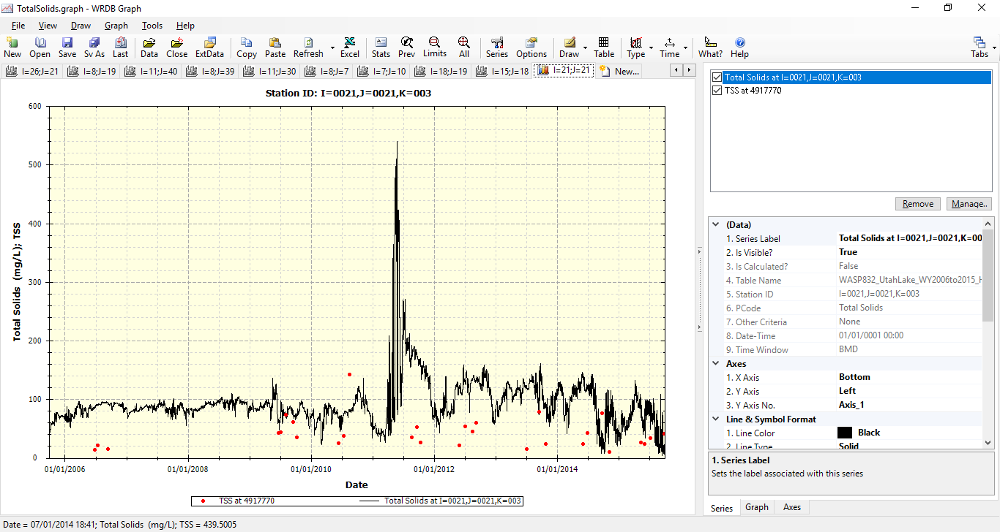 TotalSolids.graph - WRDB Graph
File View Draw Graph Tools Help
New Open Save Sv As Last Data Close ExtData Copy Paste Refresh Excel Stats Prev Limits All Series Options Draw Table Type Time What? Help Tabs
I=26;J=21 I=8;J=19 I=11;J=40 I=8;J=39 I=11;J=30 I=8;J=7 I=7;J=10 I=18;J=19 I=15;J=18 I=21;J=21 New...
Station ID: I=0021,J=0021,K=003
600
500
400
300
200
100
0
Total Solids (mg/L); TSS
01/01/2006 01/01/2008 01/01/2010 01/01/2012 01/01/2014
Date
TSS at 4917770 Total Solids at I=0021,J=0021,K=003
Total Solids at I=0021,J=0021,K=003
TSS at 4917770
Remove Manage..
(Data)
1. Series Label Total Solids at I=0021,J=0021,K=00
2. Is Visible? True
3. Is Calculated? False
4. Table Name WASP832_UtahLake_WY2006to2015_H
5. Station ID I=0021,J=0021,K=003
6. PCode Total Solids
7. Other Criteria None
8. Date-Time 01/01/0001 00:00
9. Time Window BMD
Axes
1. X Axis Bottom
2. Y Axis Left
3. Y Axis No. Axis_1
Line & Symbol Format
1. Line Color Black
2. Line Type Solid
1. Series Label
Sets the label associated with this series
Series Graph Axes
Date = 07/01/2014 18:41; Total Solids (mg/L); TSS = 439.5005